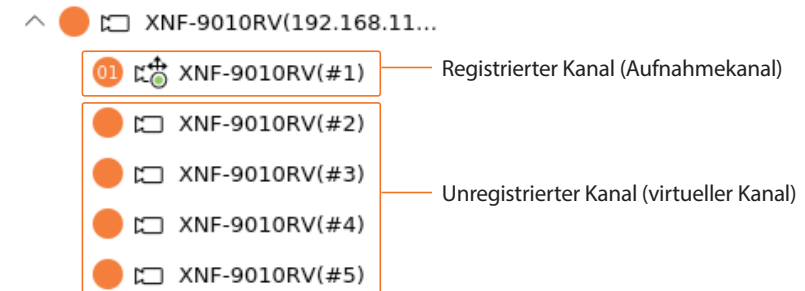 XNF-9010RV(192.168.11...
01 XNF-9010RV(#1) Registrierter Kanal (Aufnahmekanal)
XNF-9010RV(#2)
XNF-9010RV(#3)
Unregistrierter Kanal (virtueller Kanal)
XNF-9010RV(#4)
XNF-9010RV(#5)